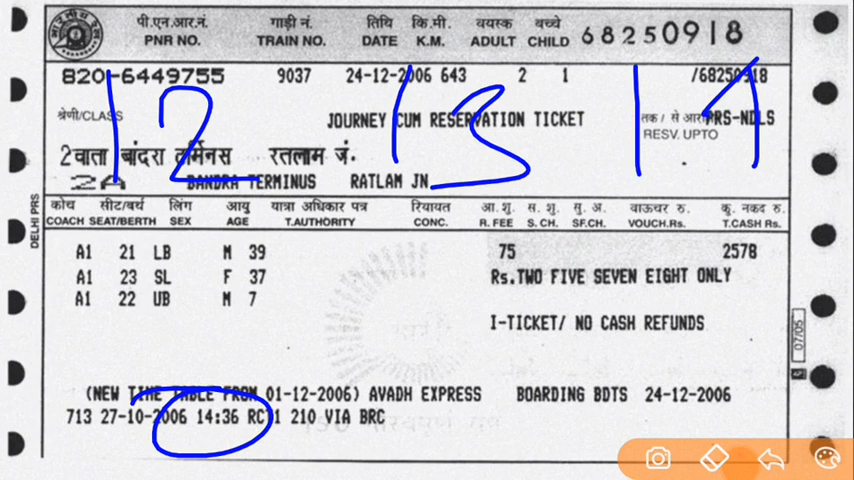 पी.एन.आर.नं. गाड़ी नं. तिथि कि.मी. वयस्क बच्चे 68250918
PNR NO. TRAIN NO. DATE K.M. ADULT CHILD
820-6449755 9037 24-12-2006 643 2 1 /68250918
12 13 17
श्रेणी/CLASS JOURNEY CUM RESERVATION TICKET तक / से आर PRS-NDLS
RESV. UPTO
2वाता बांदरा टर्मिनस रतलाम जं.
2A BANDRA TERMINUS RATLAM JN.
कोच सीट/बर्थ लिंग आयु यात्रा अधिकार पत्र रियायत आ. शु. स. शु. सु. अ. वाऊचर रु. कु. नकद रु.
COACH SEAT/BERTH SEX AGE T.AUTHORITY CONC. R. FEE S. CH. SF.CH. VOUCH.Rs. T.CASH Rs.
A1 21 LB M 39 75 2578
A1 23 SL F 37 Rs.TWO FIVE SEVEN EIGHT ONLY
A1 22 UB M 7
I-TICKET/ NO CASH REFUNDS
(NEW TIME TABLE FROM 01-12-2006) AVADH EXPRESS BOARDING BDTS 24-12-2006
713 27-10-2006 14:36 RC 1 210 VIA BRC
DELHI PRS
07/05